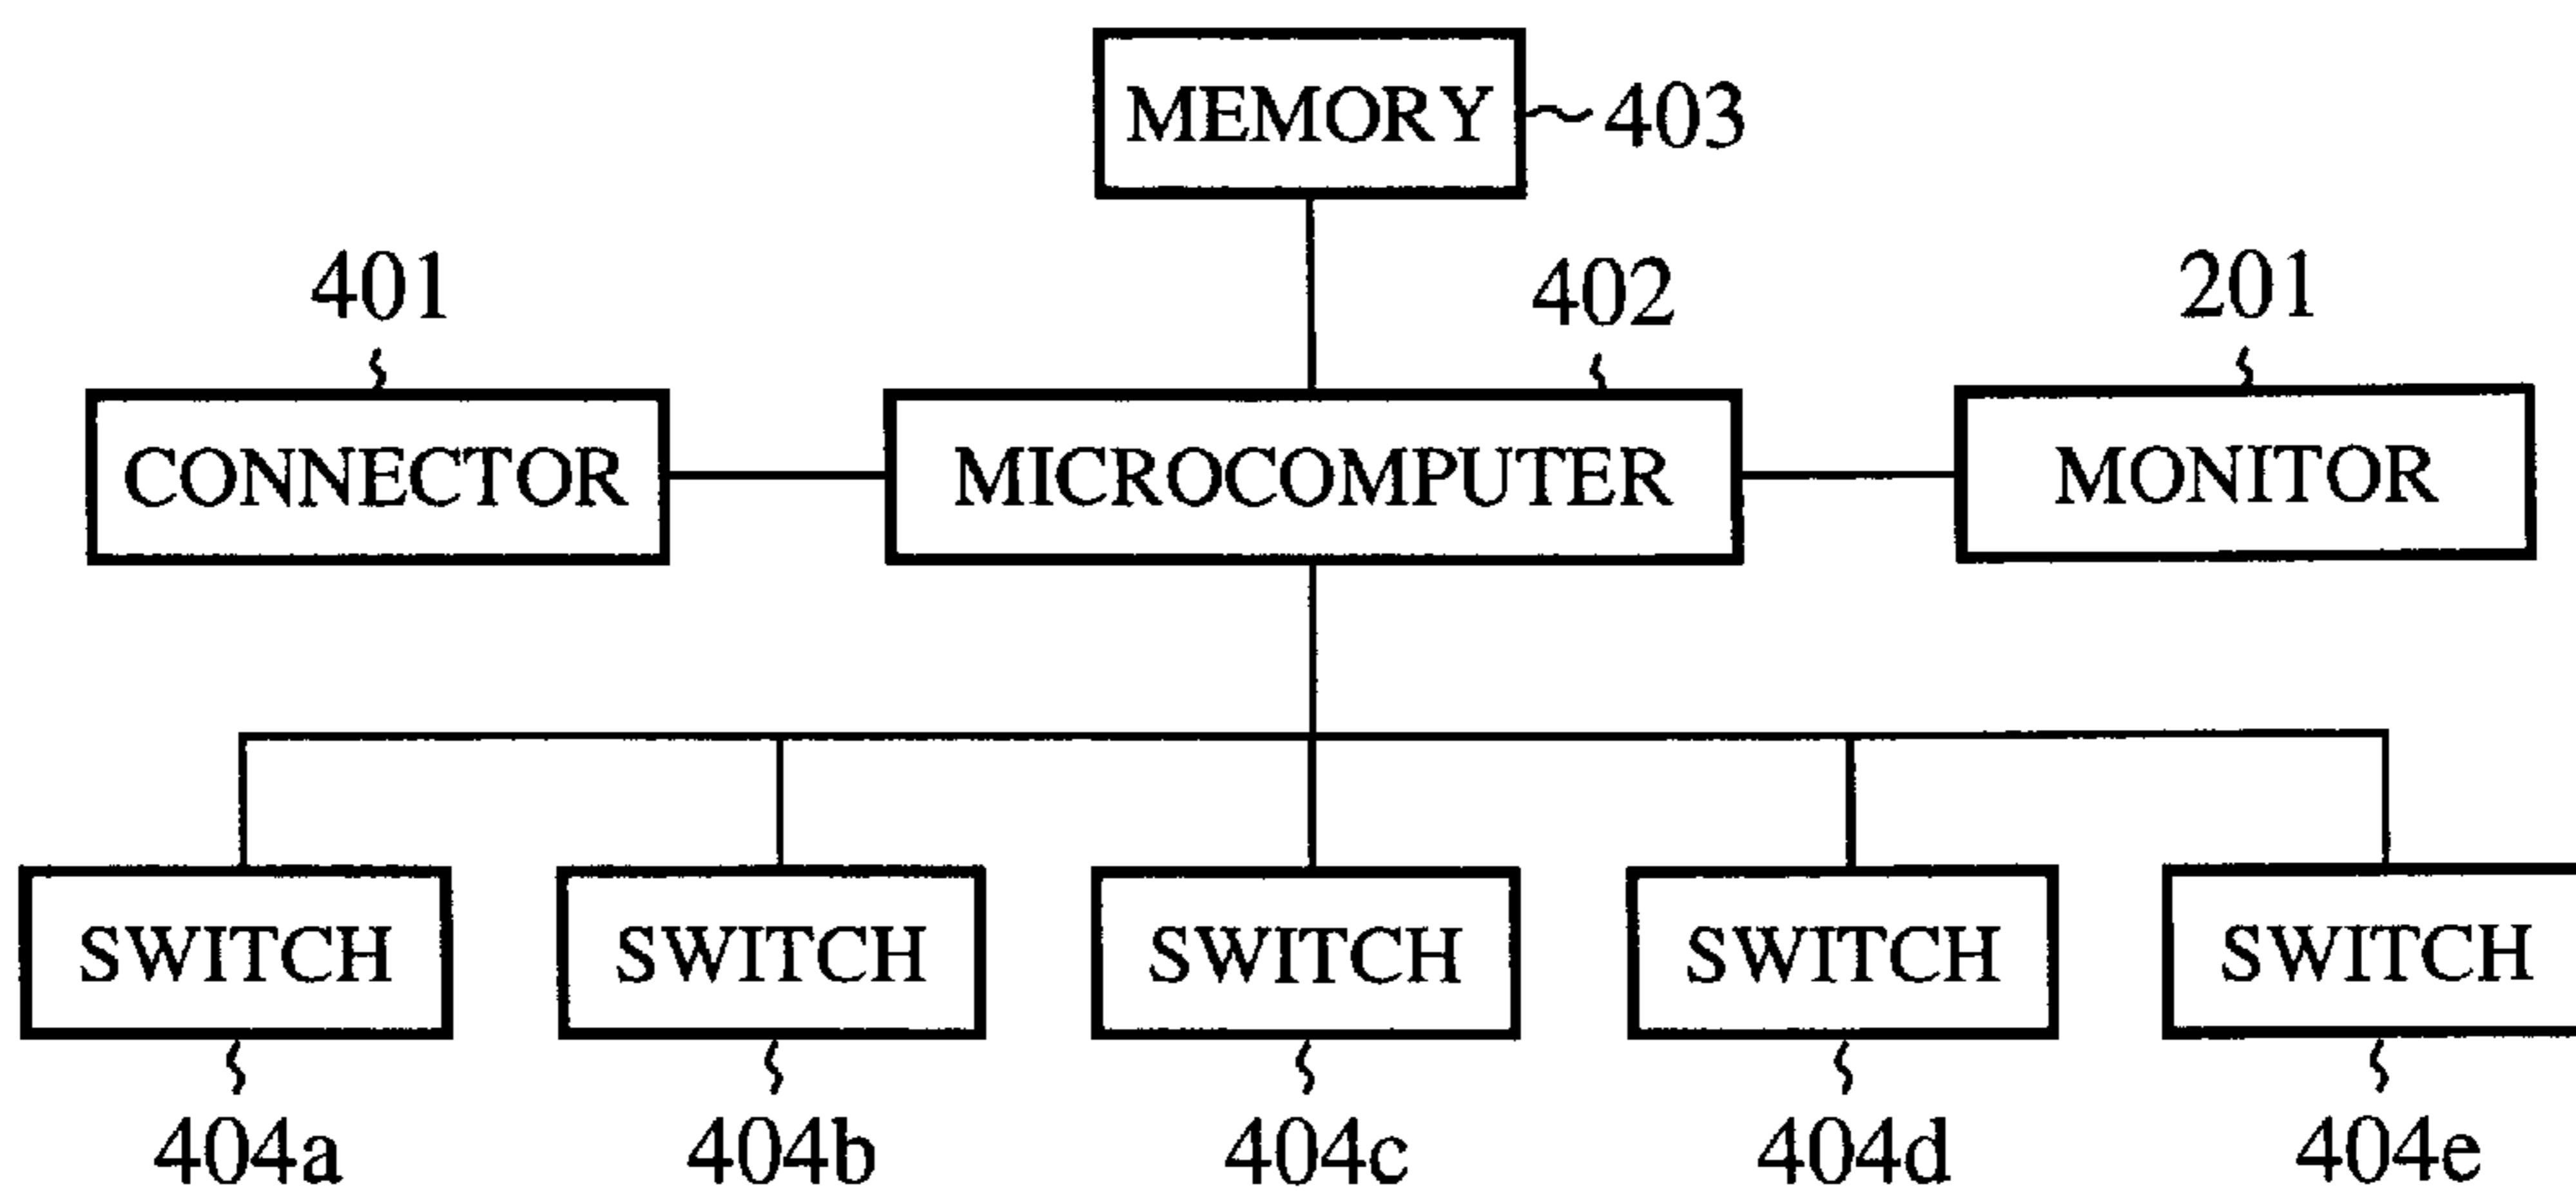 MEMORY 403
401 402 201
CONNECTOR MICROCOMPUTER MONITOR
SWITCH SWITCH SWITCH SWITCH SWITCH
404a 404b 404c 404d 404e